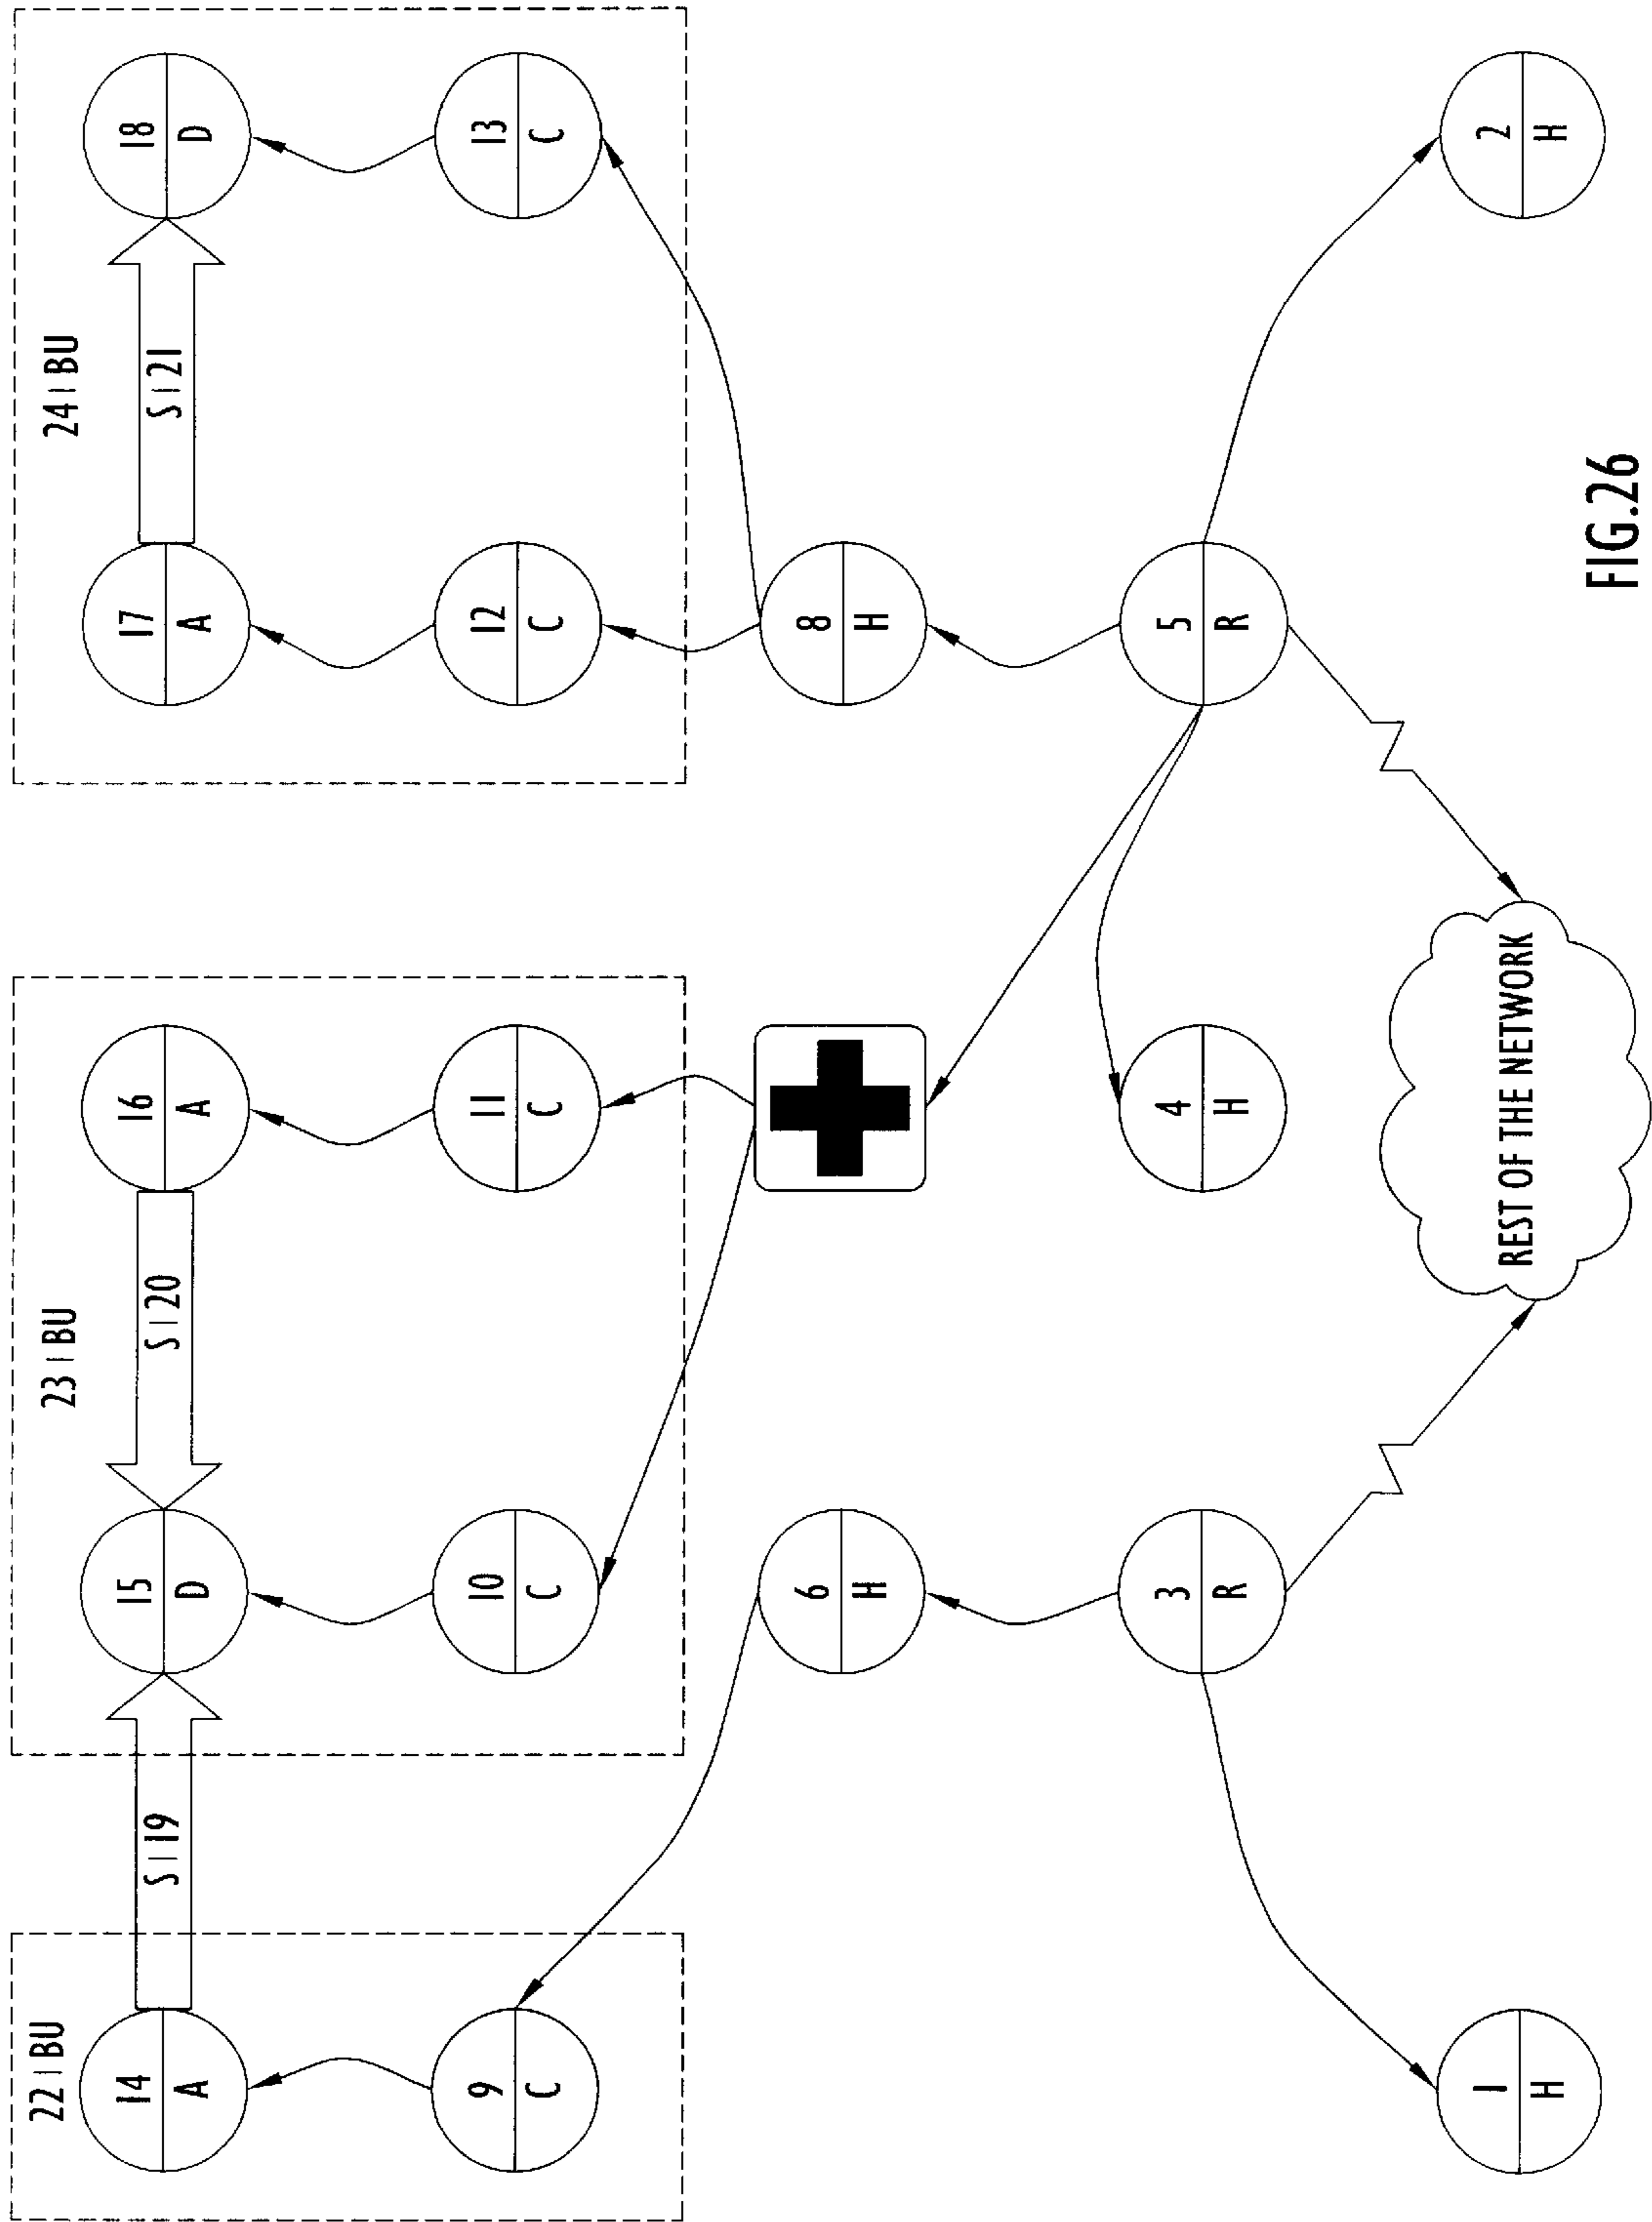 22|BU
23|BU
24|BU
14
A
S|19
15
D
S|20
16
A
17
A
S|21
18
D
9
C
10
C
11
C
12
C
13
C
6
H
8
H
3
R
4
H
5
R
1
H
REST OF THE NETWORK
2
H
FIG.26